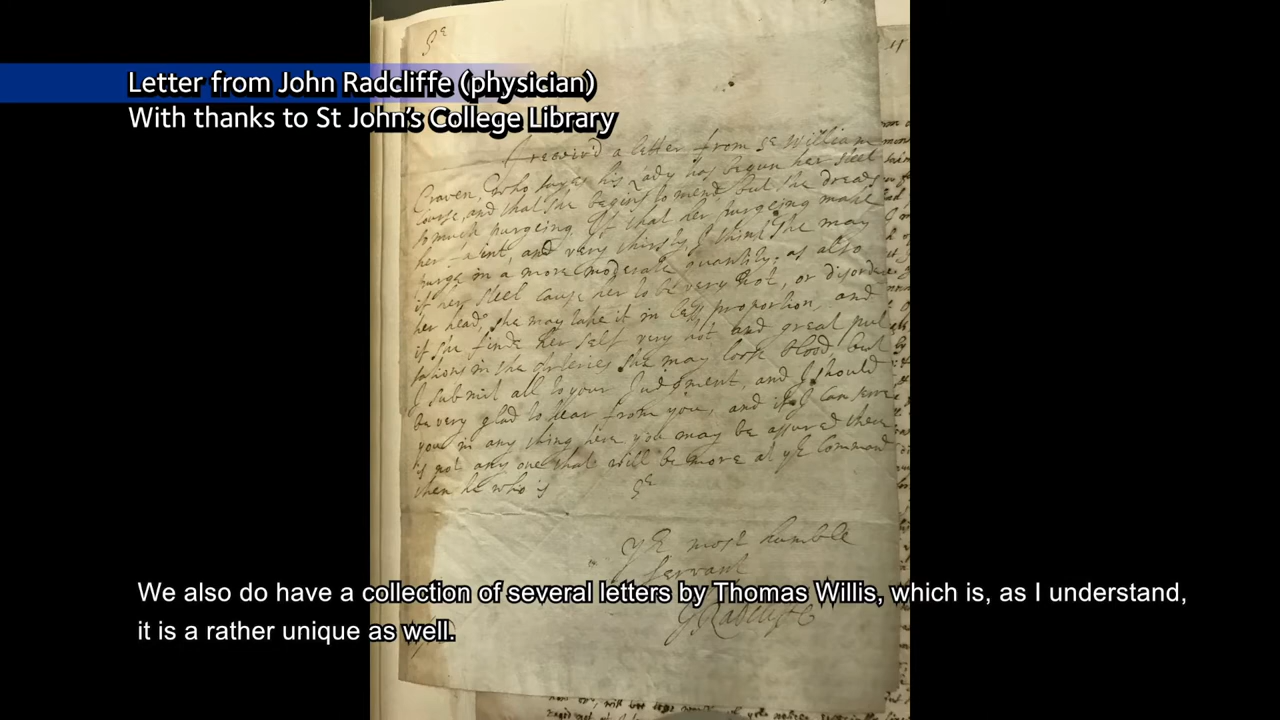 Letter from John Radcliffe (physician)
With thanks to St John's College Library
Sr
I receiv'd a letter from Sr William
Craven, who says his Lady has begun her steel
course, and that she begins to mend, but she dreads
so much purgeing. If that her purgeing make
her faint, and very thirsty, I think she may
purge in a more moderate quantity, as also
if her steel cause her to be very hot, or disorder
her head, she may take it in less proportion, and
if she finde her self very hot and great pul
sations in the arteries she may loose blood, but
I submit all to your Judgment, and I should
be very glad to hear from you, and if I can serve
you in any thing here you may be assured there
is not any one that will be more at yr Command
then he who is Sr
yr most humble
servant
J Radcliffe
We also do have a collection of several letters by Thomas Willis, which is, as I understand,
it is a rather unique as well.